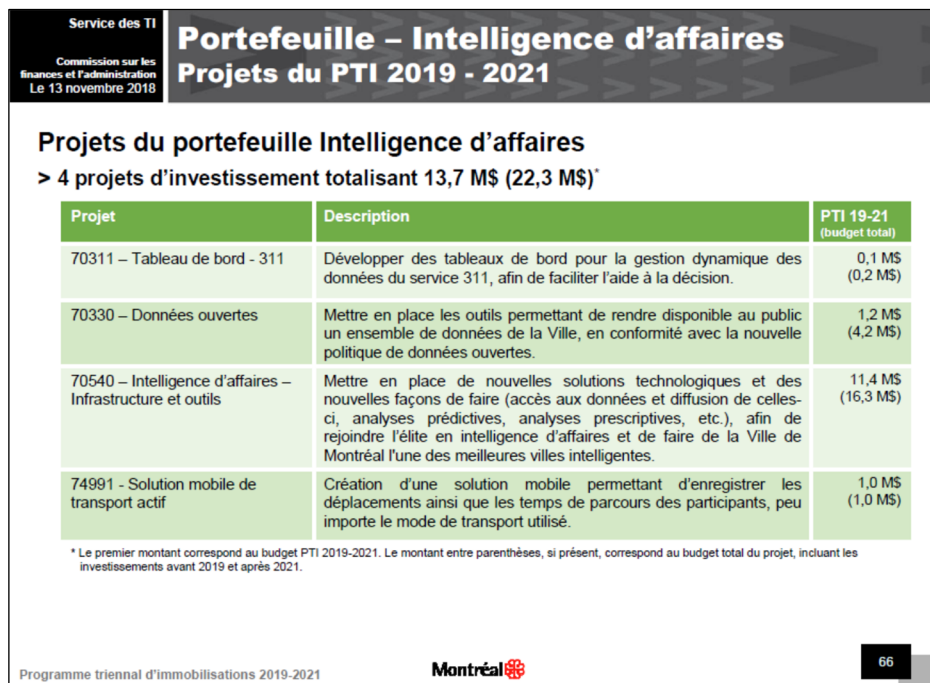 Service des TI
Commission sur les
finances et l'administration
Le 13 novembre 2018
Portefeuille – Intelligence d'affaires
Projets du PTI 2019 - 2021
Projets du portefeuille Intelligence d'affaires
> 4 projets d'investissement totalisant 13,7 M$ (22,3 M$)*
Projet
Description
PTI 19-21
(budget total)
70311 – Tableau de bord - 311
Développer des tableaux de bord pour la gestion dynamique des
données du service 311, afin de faciliter l'aide à la décision.
0,1 M$
(0,2 M$)
70330 – Données ouvertes
Mettre en place les outils permettant de rendre disponible au public
un ensemble de données de la Ville, en conformité avec la nouvelle
politique de données ouvertes.
1,2 M$
(4,2 M$)
70540 – Intelligence d'affaires –
Infrastructure et outils
Mettre en place de nouvelles solutions technologiques et des
nouvelles façons de faire (accès aux données et diffusion de celles-
ci, analyses prédictives, analyses prescriptives, etc.), afin de
rejoindre l'élite en intelligence d'affaires et de faire de la Ville de
Montréal l'une des meilleures villes intelligentes.
11,4 M$
(16,3 M$)
74991 - Solution mobile de
transport actif
Création d'une solution mobile permettant d'enregistrer les
déplacements ainsi que les temps de parcours des participants, peu
importe le mode de transport utilisé.
1,0 M$
(1,0 M$)
* Le premier montant correspond au budget PTI 2019-2021. Le montant entre parenthèses, si présent, correspond au budget total du projet, incluant les
investissements avant 2019 et après 2021.
Programme triennal d'immobilisations 2019-2021
Montréal
66